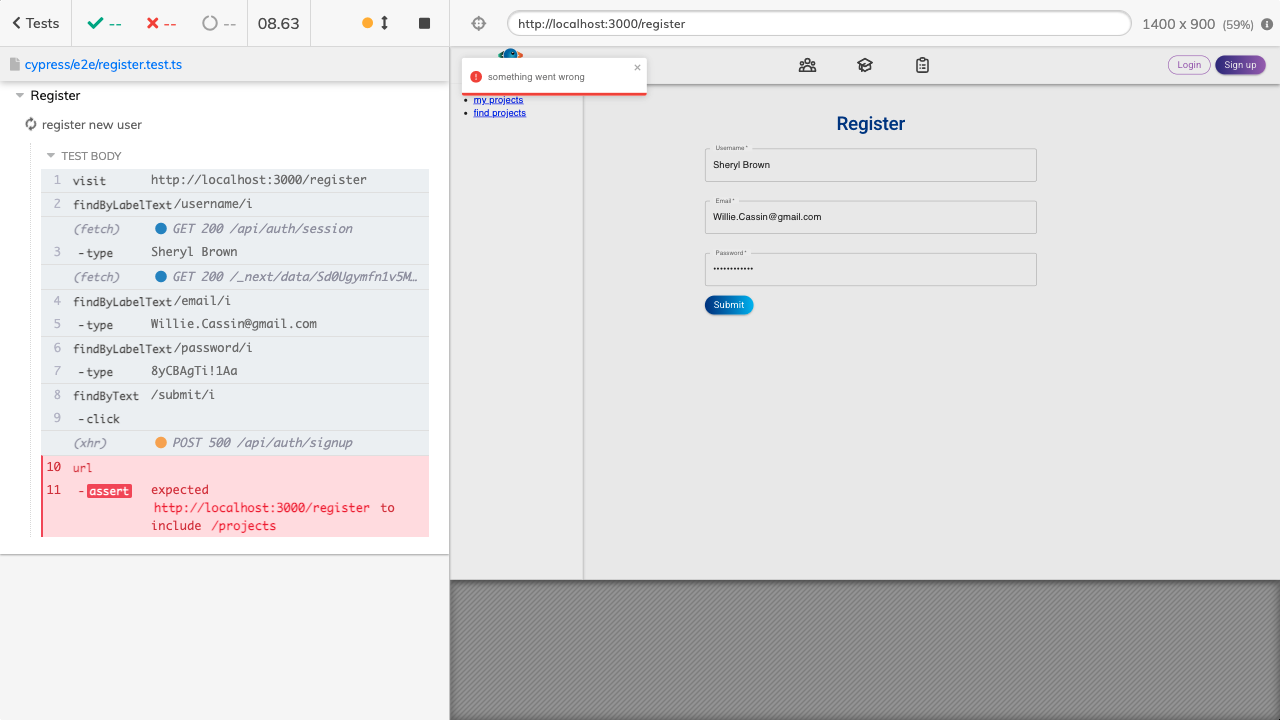 Tests
--
--
--
08.63
http://localhost:3000/register
1400 x 900 (59%)
cypress/e2e/register.test.ts
Register
register new user
TEST BODY
1 visit http://localhost:3000/register
2 findByLabelText /username/i
(fetch) GET 200 /api/auth/session
3 -type Sheryl Brown
(fetch) GET 200 /_next/data/Sd0Ugymfn1v5M…
4 findByLabelText /email/i
5 -type Willie.Cassin@gmail.com
6 findByLabelText /password/i
7 -type 8yCBAgTi!1Aa
8 findByText /submit/i
9 -click
(xhr) POST 500 /api/auth/signup
10 url
11 -assert expected
http://localhost:3000/register to
include /projects
something went wrong
×
my projects
find projects
Login
Sign up
Register
Username *
Sheryl Brown
Email *
Willie.Cassin@gmail.com
Password *
••••••••••••
Submit